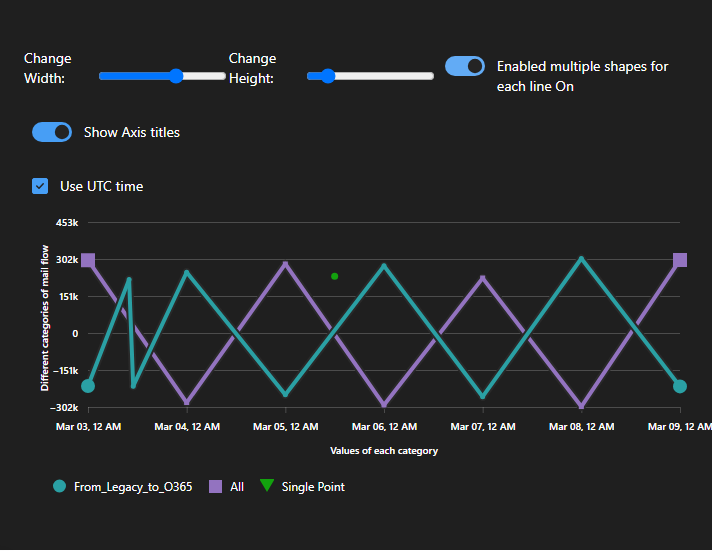 Change
Width:
Change
Height:
Enabled multiple shapes for
each line On
Show Axis titles
Use UTC time
Different categories of mail flow
453k
302k
151k
0
−151k
−302k
Mar 03, 12 AM Mar 04, 12 AM Mar 05, 12 AM Mar 06, 12 AM Mar 07, 12 AM Mar 08, 12 AM Mar 09, 12 AM
Values of each category
From_Legacy_to_O365 All Single Point